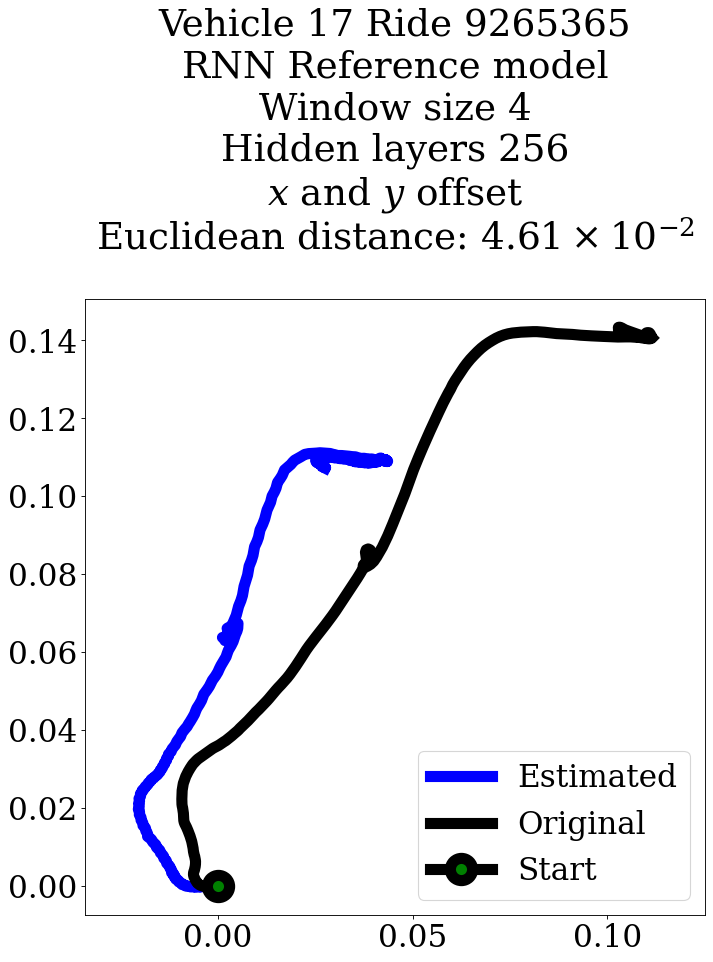 Vehicle 17 Ride 9265365
RNN Reference model
Window size 4
Hidden layers 256
x and y offset
Euclidean distance: 4.61 × 10⁻²
0.14
0.12
0.10
0.08
0.06
0.04
0.02
0.00
Estimated
Original
Start
0.00 0.05 0.10